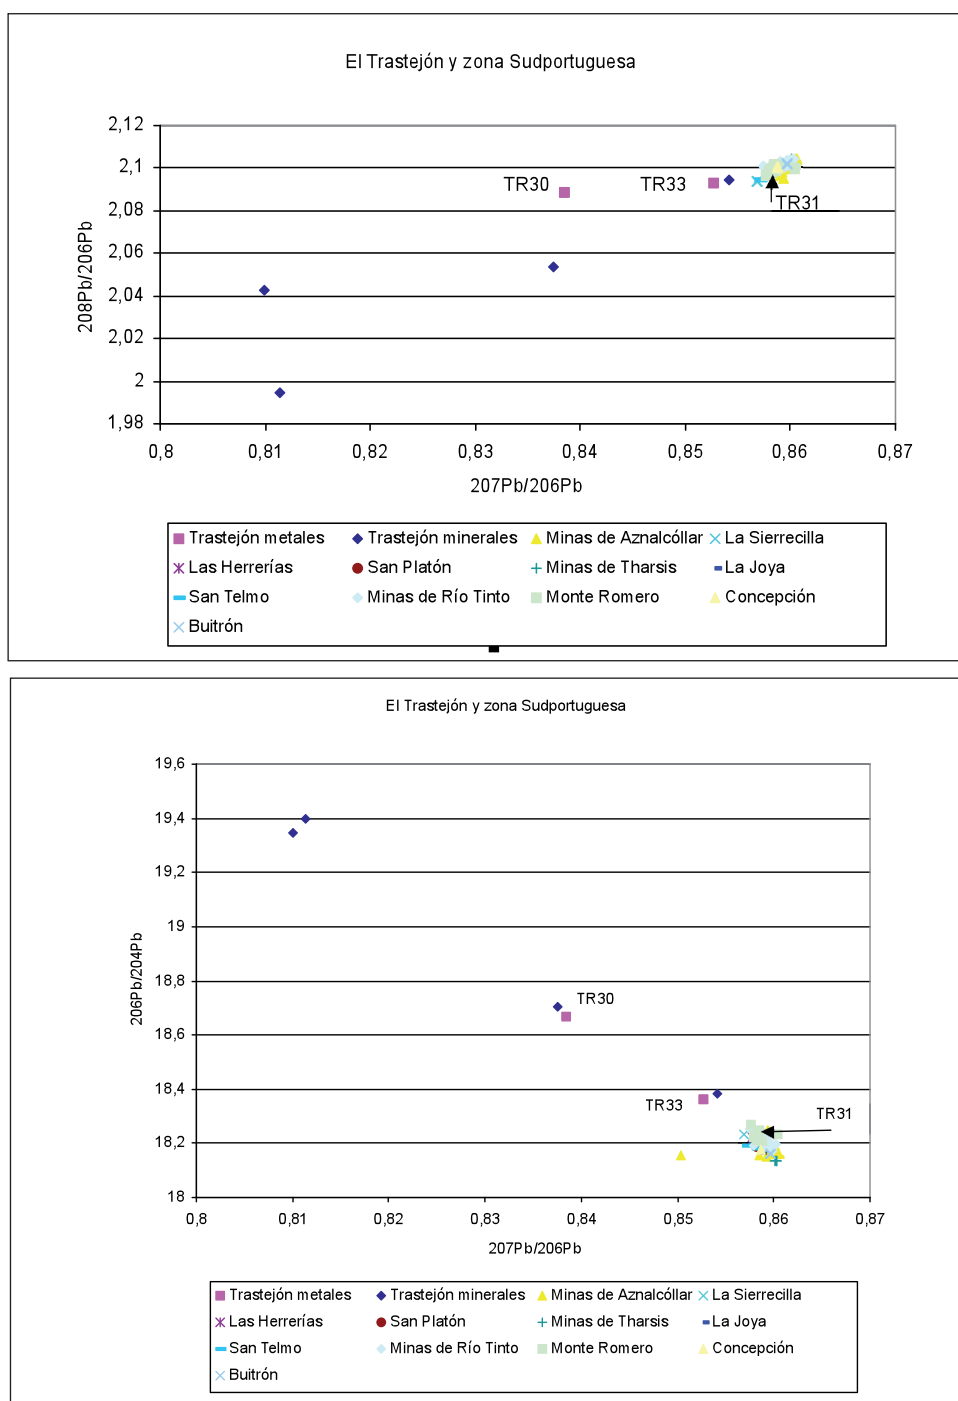 El Trastejón y zona Sudportuguesa
2,12
2,1
2,08
2,06
2,04
2,02
2
1,98
208Pb/206Pb
TR30
TR33
TR31
0,8 0,81 0,82 0,83 0,84 0,85 0,86 0,87
207Pb/206Pb
Trastejón metales Trastejón minerales Minas de Aznalcóllar La Sierrecilla
Las Herrerías San Platón Minas de Tharsis La Joya
San Telmo Minas de Río Tinto Monte Romero Concepción
Buitrón
El Trastejón y zona Sudportuguesa
19,6
19,4
19,2
19
18,8
18,6
18,4
18,2
18
206Pb/204Pb
TR30
TR33
TR31
0,8 0,81 0,82 0,83 0,84 0,85 0,86 0,87
207Pb/206Pb
Trastejón metales Trastejón minerales Minas de Aznalcóllar La Sierrecilla
Las Herrerías San Platón Minas de Tharsis La Joya
San Telmo Minas de Río Tinto Monte Romero Concepción
Buitrón